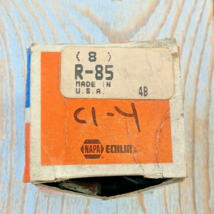 (8)
R-85
MADE IN
U.S.A. 4B
C1-4
NAPA ECHLIN